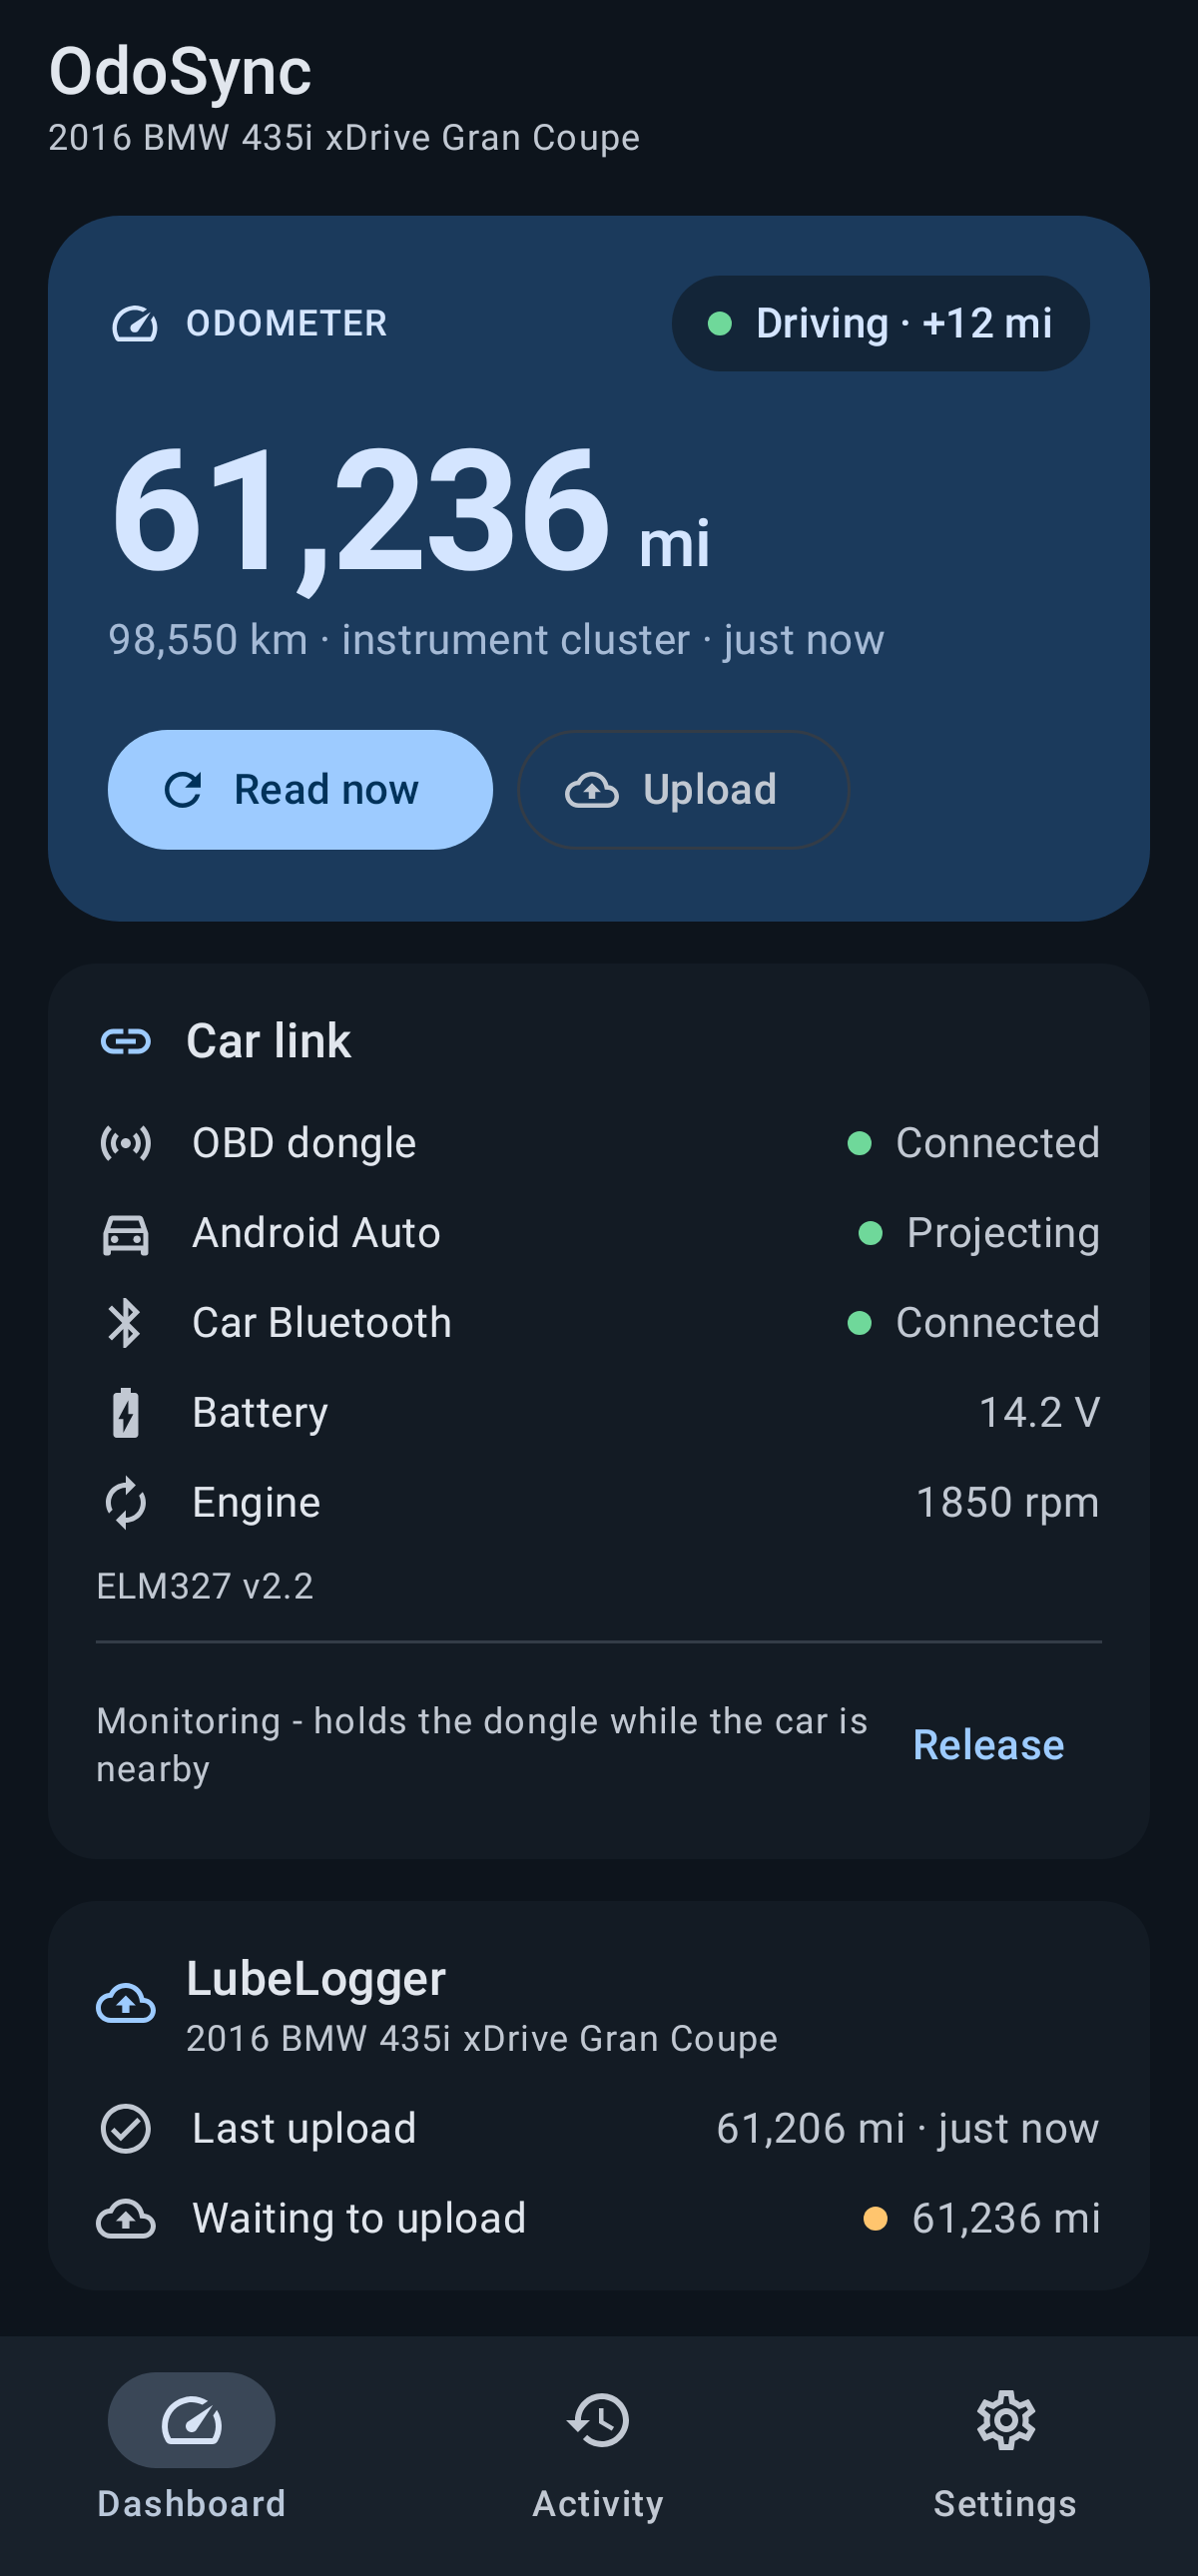 OdoSync
2016 BMW 435i xDrive Gran Coupe
ODOMETER
Driving · +12 mi
61,236 mi
98,550 km · instrument cluster · just now
Read now
Upload
Car link
OBD dongle
Connected
Android Auto
Projecting
Car Bluetooth
Connected
Battery
14.2 V
Engine
1850 rpm
ELM327 v2.2
Monitoring - holds the dongle while the car is
nearby
Release
LubeLogger
2016 BMW 435i xDrive Gran Coupe
Last upload
61,206 mi · just now
Waiting to upload
61,236 mi
Dashboard
Activity
Settings